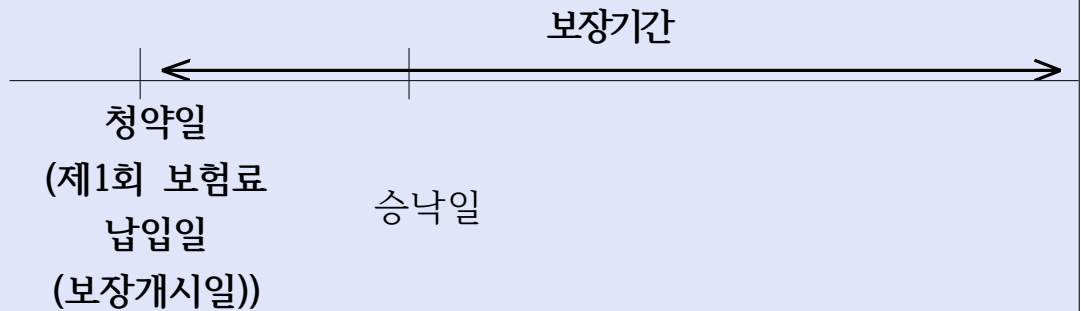 보장기간
청약일
(제1회 보험료
납입일
(보장개시일))
승낙일